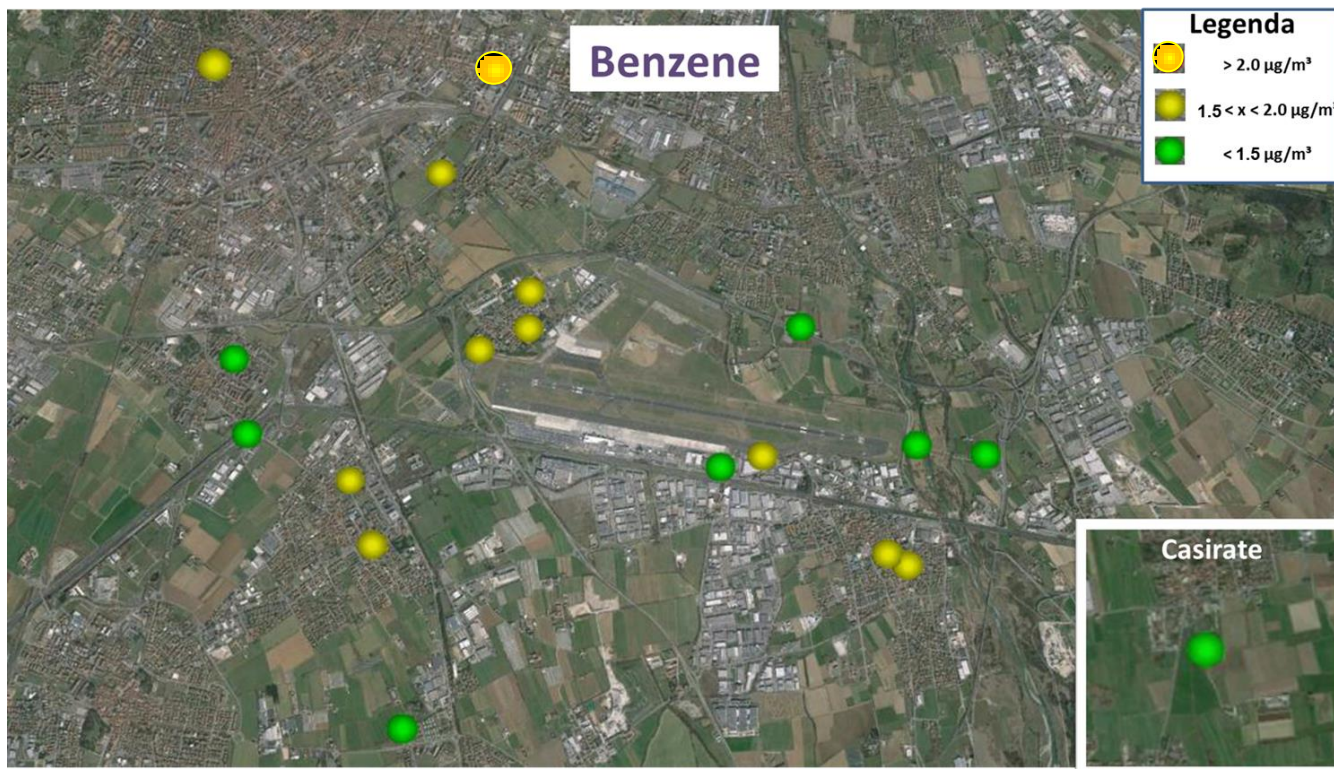 Benzene
Legenda
> 2.0 µg/m³
1.5 < x < 2.0 µg/m³
< 1.5 µg/m³
Casirate